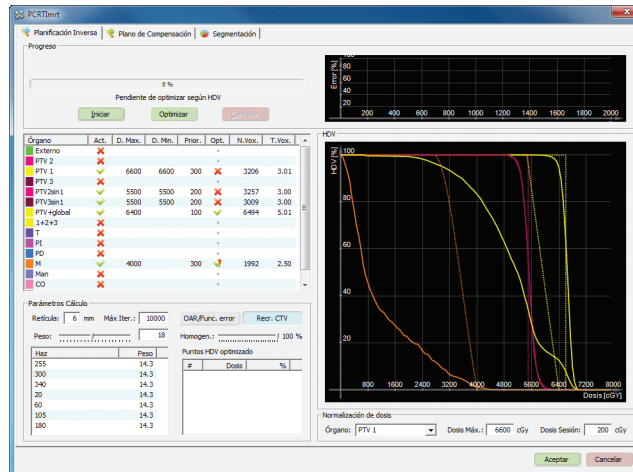 PCRTImrt
Planificación Inversa
Plano de Compensación
Segmentación
Progreso
0 %
Pendiente de optimizar según HDV
Iniciar
Optimizar
Cancelar
Error [%]
100
80
60
40
20
200 400 600 800 1000 1200 1400 1600 1800 2000
Órgano Act. D. Max. D. Min. Prior. Opt. N.Vox. T.Vox.
Externo
PTV 2
PTV 1 6600 6600 300 3206 3.01
PTV 3
PTV2sin1 5500 5500 200 3257 3.00
PTV3sin1 5500 5500 200 3009 3.00
PTV+global 6400 100 6494 5.01
1+2+3
T
PI
PD
M 4000 1992 2.50
Man
CO
HDV
HDV [%]
100
80
60
40
20
800 1600 2400 3200 4000 4800 5600 6400 7200 8000
Dosis [cGY]
Parámetros Cálculo
Retícula: 6 mm Máx Iter.: 10000
OAR/Func. error
Recr. CTV
Peso: 18
Homogen.: 100 %
Haz Peso
255 14.3
300 14.3
340 14.3
20 14.3
60 14.3
105 14.3
180 14.3
Puntos HDV optimizado
# Dosis %
Normalización de dosis
Órgano: PTV 1 Dosis Máx.: 6600 cGy Dosis Sesión: 200 cGy
Aceptar
Cancelar